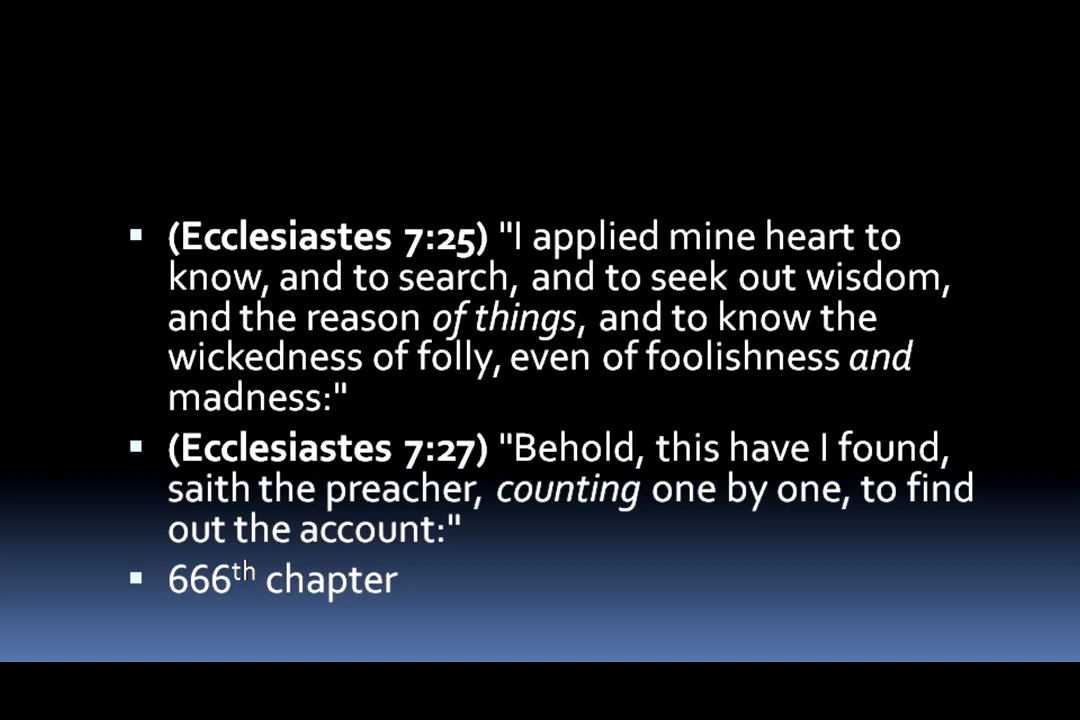 ▪ (Ecclesiastes 7:25) "I applied mine heart to
know, and to search, and to seek out wisdom,
and the reason of things, and to know the
wickedness of folly, even of foolishness and
madness:"
▪ (Ecclesiastes 7:27) "Behold, this have I found,
saith the preacher, counting one by one, to find
out the account:"
▪ 666th chapter